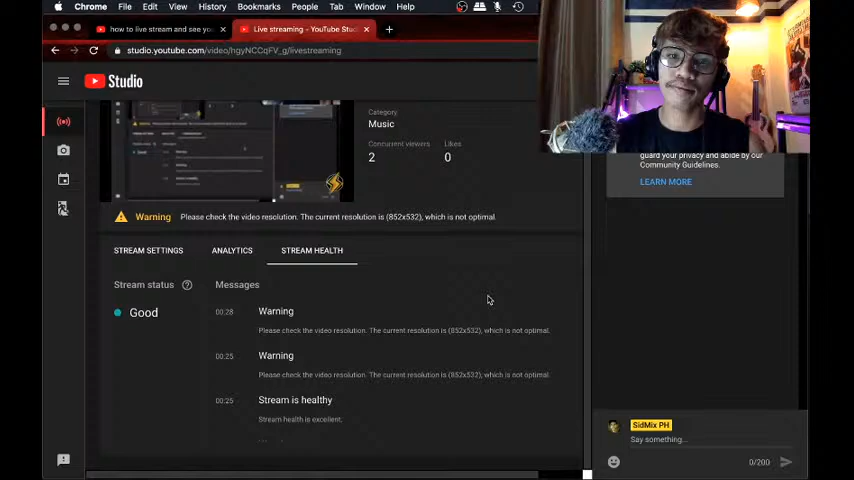 Chrome File Edit View History Bookmarks People Tab Window Help
how to live stream and see you
Live streaming - YouTube Stud
studio.youtube.com/video/hgyNCCqFV_g/livestreaming
Studio
Category
Music
Concurrent viewers Likes
2 0
guard your privacy and abide by our
Community Guidelines.
LEARN MORE
Warning Please check the video resolution. The current resolution is (852x532), which is not optimal.
STREAM SETTINGS ANALYTICS STREAM HEALTH
Stream status Messages
Good
00:28 Warning
Please check the video resolution. The current resolution is (852x532), which is not optimal.
00:25 Warning
Please check the video resolution. The current resolution is (852x532), which is not optimal.
00:25 Stream is healthy
Stream health is excellent.
SidMix PH
Say something...
0/200